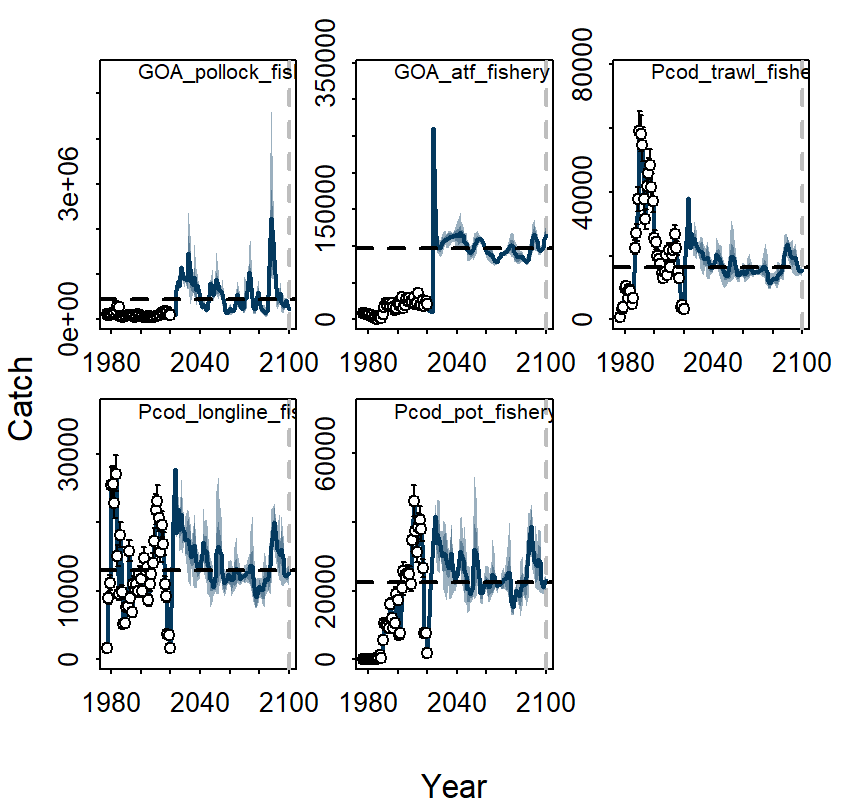 GOA_pollock_fish
GOA_atf_fishery
Pcod_trawl_fishe
0e+00 3e+06
0 150000 350000
0 40000 80000
1980 2040 2100
1980 2040 2100
1980 2040 2100
Catch
Pcod_longline_fis
Pcod_pot_fishery
0 10000 30000
0 20000 60000
1980 2040 2100
1980 2040 2100
Year